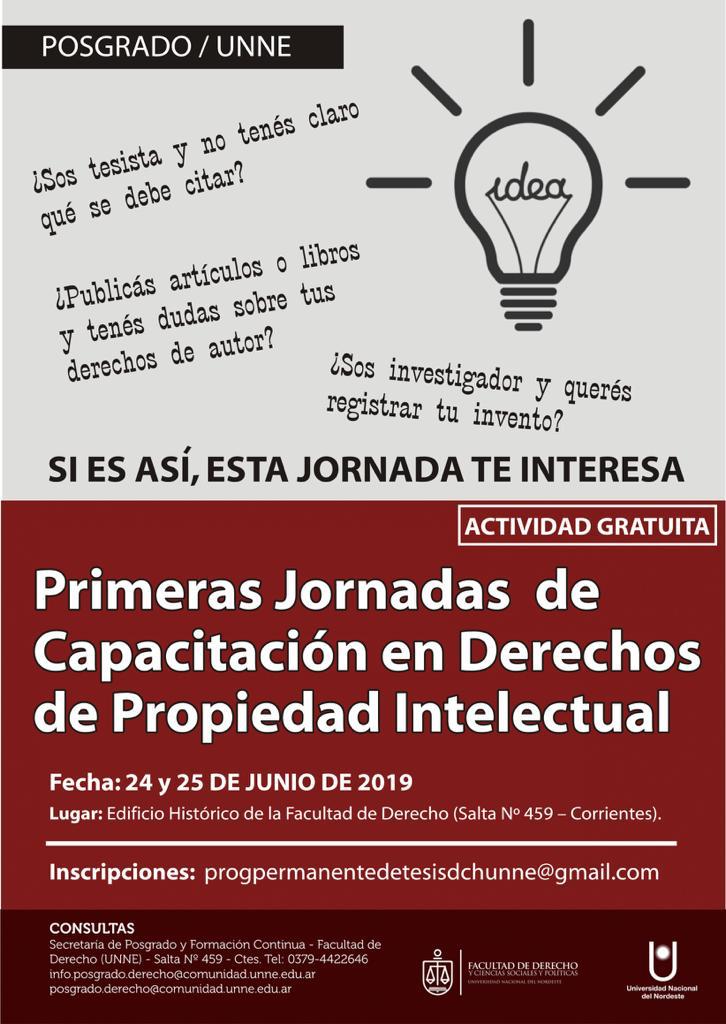 POSGRADO / UNNE
¿Sos tesista y no tenés claro
qué se debe citar?
idea
¿Publicás artículos o libros
y tenés dudas sobre tus
derechos de autor?
¿Sos investigador y querés
registrar tu invento?
SI ES ASÍ, ESTA JORNADA TE INTERESA
ACTIVIDAD GRATUITA
Primeras Jornadas de
Capacitación en Derechos
de Propiedad Intelectual
Fecha: 24 y 25 DE JUNIO DE 2019
Lugar: Edificio Histórico de la Facultad de Derecho (Salta Nº 459 – Corrientes).
Inscripciones: progpermanentedetesisdchunne@gmail.com
CONSULTAS
Secretaría de Posgrado y Formación Continua - Facultad de
Derecho (UNNE) - Salta Nº 459 - Ctes. Tel: 0379-4422646
info.posgrado.derecho@comunidad.unne.edu.ar
posgrado.derecho@comunidad.unne.edu.ar
FACULTAD DE DERECHO
Y CIENCIAS SOCIALES Y POLÍTICAS
UNIVERSIDAD NACIONAL DEL NORDESTE
Universidad Nacional
del Nordeste